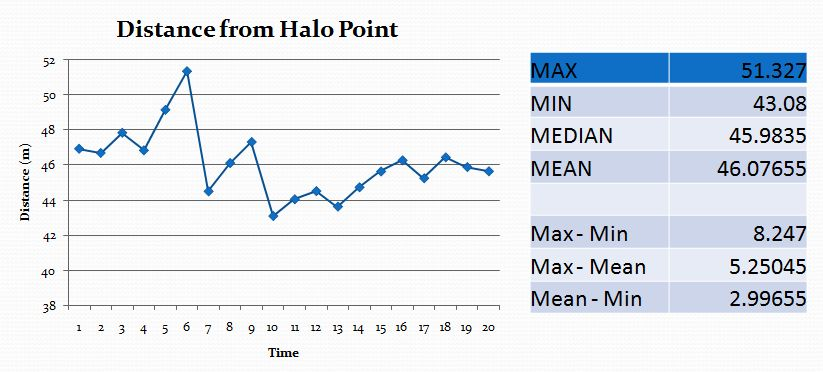 Distance from Halo Point
52
50
48
46
44
42
40
38
Distance (m)
1 2 3 4 5 6 7 8 9 10 11 12 13 14 15 16 17 18 19 20
Time
MAX 51.327
MIN 43.08
MEDIAN 45.9835
MEAN 46.07655
Max - Min 8.247
Max - Mean 5.25045
Mean - Min 2.99655